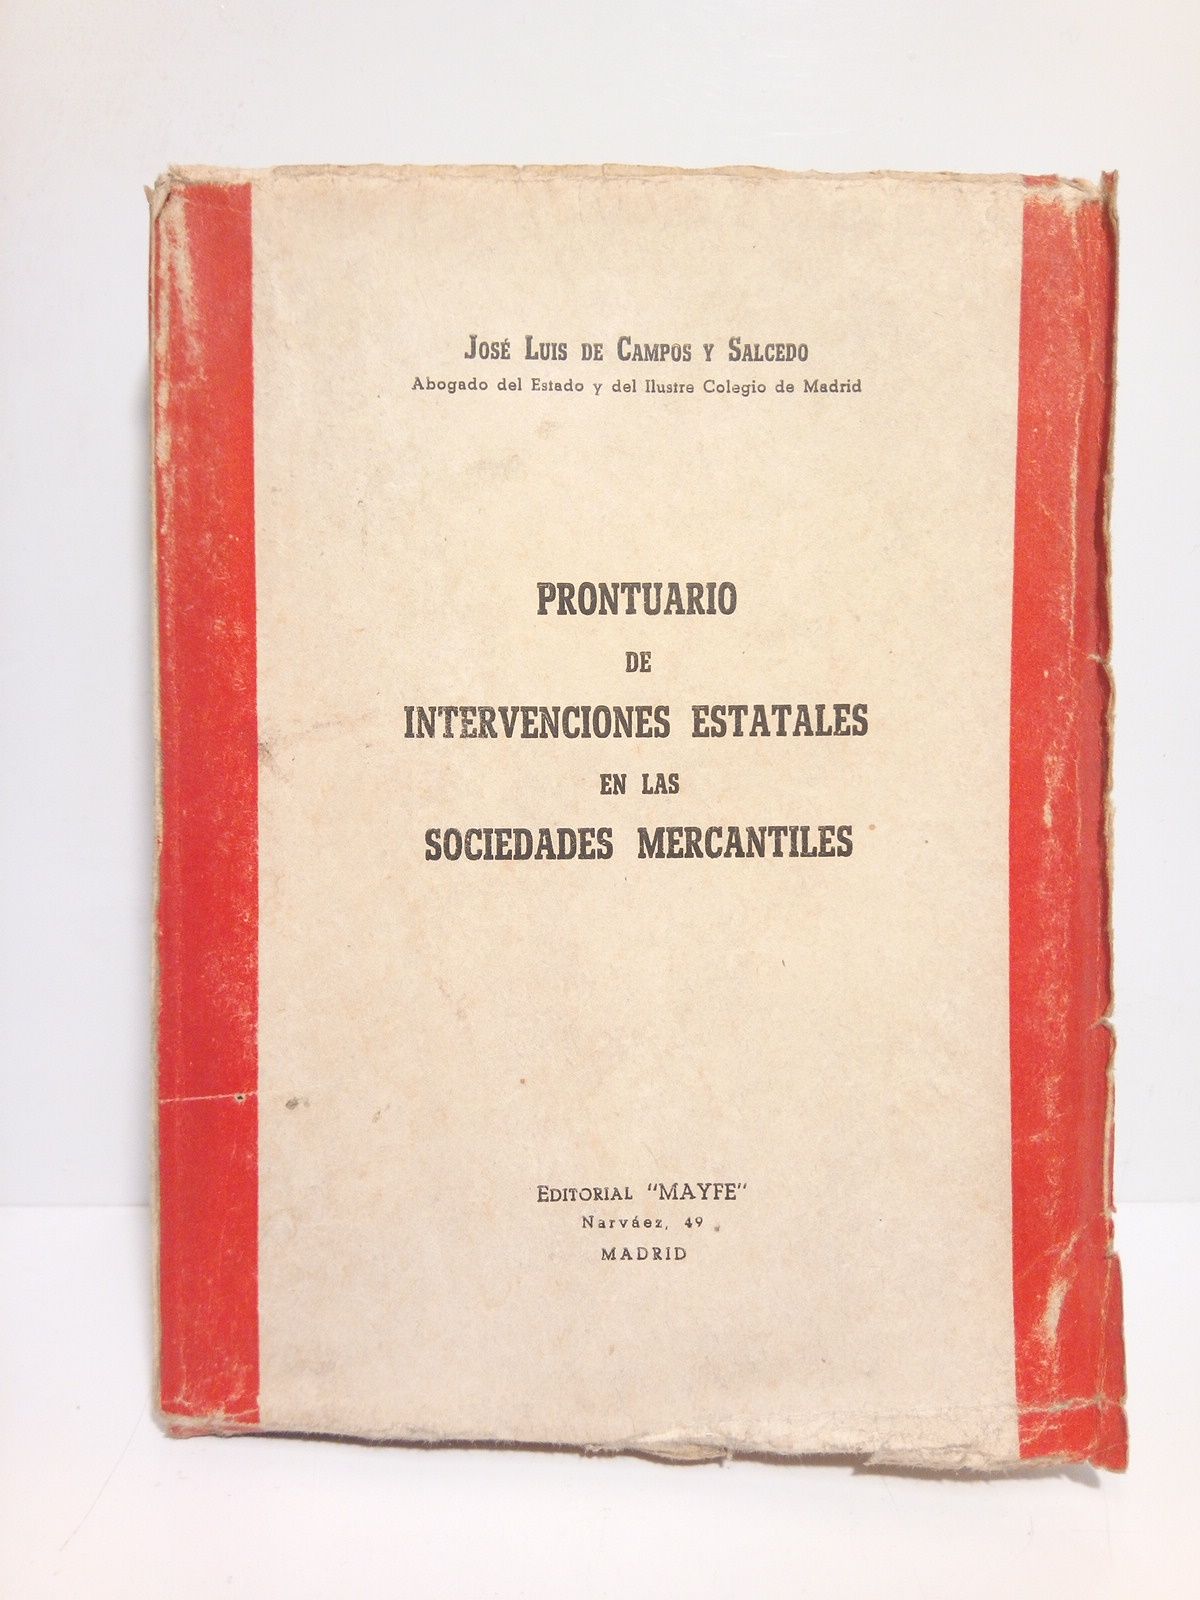 JOSÉ LUIS DE CAMPOS Y SALCEDO
Abogado del Estado y del Ilustre Colegio de Madrid
PRONTUARIO
DE
INTERVENCIONES ESTATALES
EN LAS
SOCIEDADES MERCANTILES
EDITORIAL "MAYFE"
Narváez, 49
MADRID